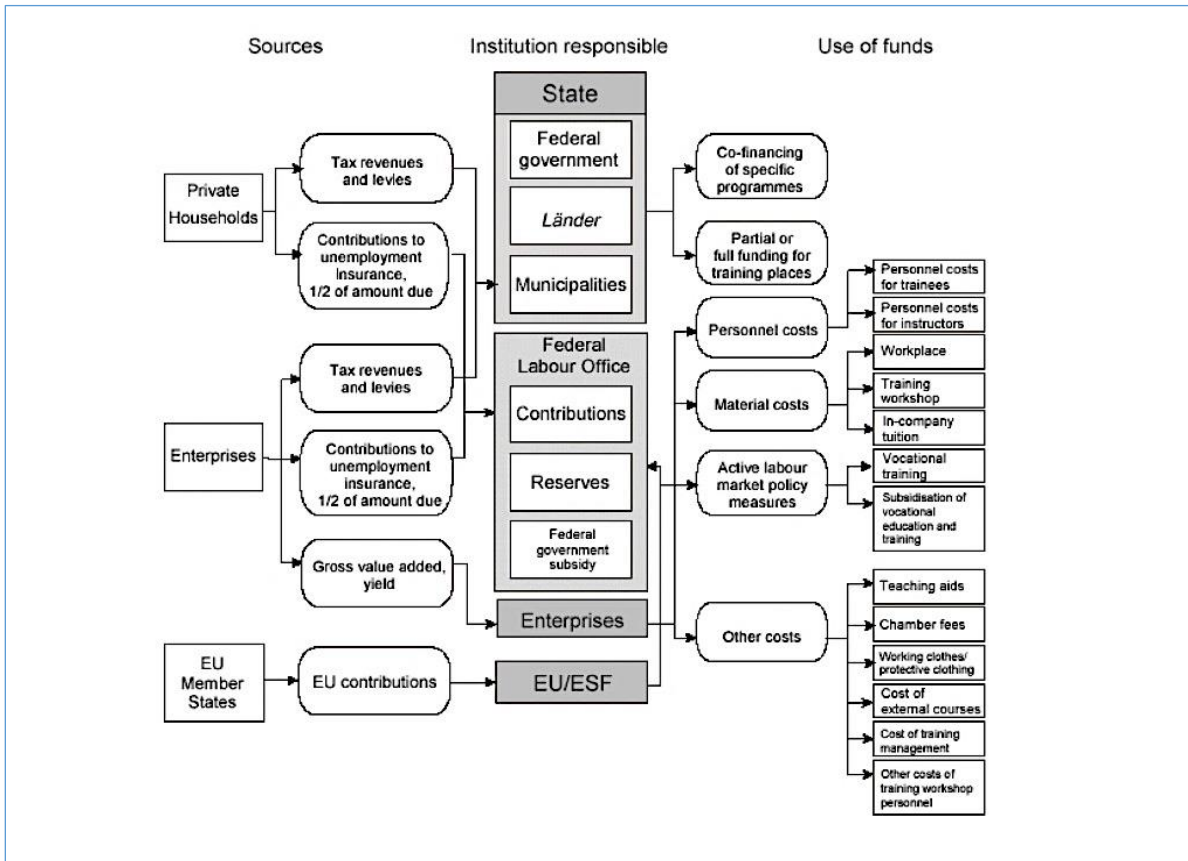 Sources
Institution responsible
Use of funds
Private
Households
Enterprises
EU
Member
States
Tax revenues
and levies
Contributions to
unemployment
Insurance,
1/2 of amount due
Tax revenues
and levies
Contributions to
unemployment
insurance,
1/2 of amount due
Gross value added,
yield
EU contributions
State
Federal
government
Länder
Municipalities
Federal
Labour Office
Contributions
Reserves
Federal
government
subsidy
Enterprises
EU/ESF
Co-financing
of specific
programmes
Partial or
full funding for
training places
Personnel costs
Material costs
Active labour
market policy
measures
Other costs
Personnel costs
for trainees
Personnel costs
for instructors
Workplace
Training
workshop
In-company
tuition
Vocational
training
Subsidisation of
vocational
education and
training
Teaching aids
Chamber fees
Working clothes/
protective clothing
Cost of
external courses
Cost of training
management
Other costs of
training workshop
personnel